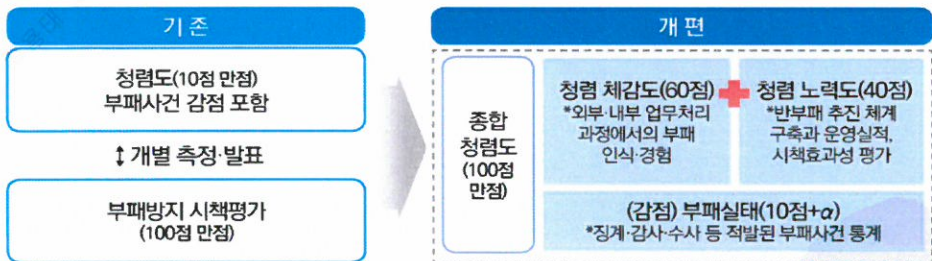 기존
청렴도(10점 만점)
부패사건 감점 포함
↕ 개별 측정·발표
부패방지 시책평가
(100점 만점)
개편
종합
청렴도
(100점
만점)
청렴 체감도(60점)
*외부·내부 업무처리
과정에서의 부패
인식·경험
청렴 노력도(40점)
*반부패 추진 체계
구축과 운영실적,
시책효과성 평가
(감점) 부패실태(10점+α)
*징계·감사·수사 등 적발된 부패사건 통계